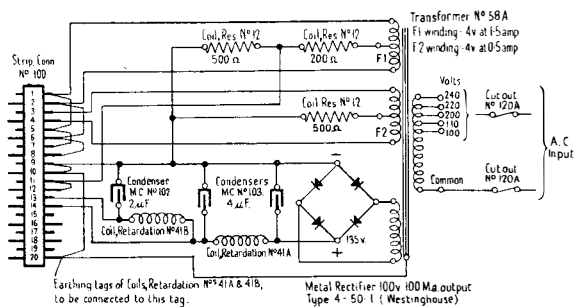 Transformer Nº 58A
F1 winding - 4v at 1·5amp
F2 winding - 4v at 0·5amp
Coil, Res Nº 12
500 Ω
Coil, Res Nº 12
200 Ω
F1
Strip, Conn
Nº 100
1
2
3
4
5
6
7
8
9
10
11
12
13
14
15
16
17
18
19
20
Coil, Res Nº 12
500 Ω
F2
Volts
240
220
200
110
100
Cut out
Nº 120A
A.C
Input
Cut out
Nº 120A
Common
Condenser
MC Nº 102
2μF
Condensers
MC Nº 103.
4μF.
Coil, Retardation Nº 41B
Coil, Retardation Nº 41A
−
+
135v.
Earthing tags of Coils, Retardation Nºs 41A & 41B,
to be connected to this tag.
Metal Rectifier 100v 100 Ma. output
Type 4 - 50 · 1 ( Westinghouse )